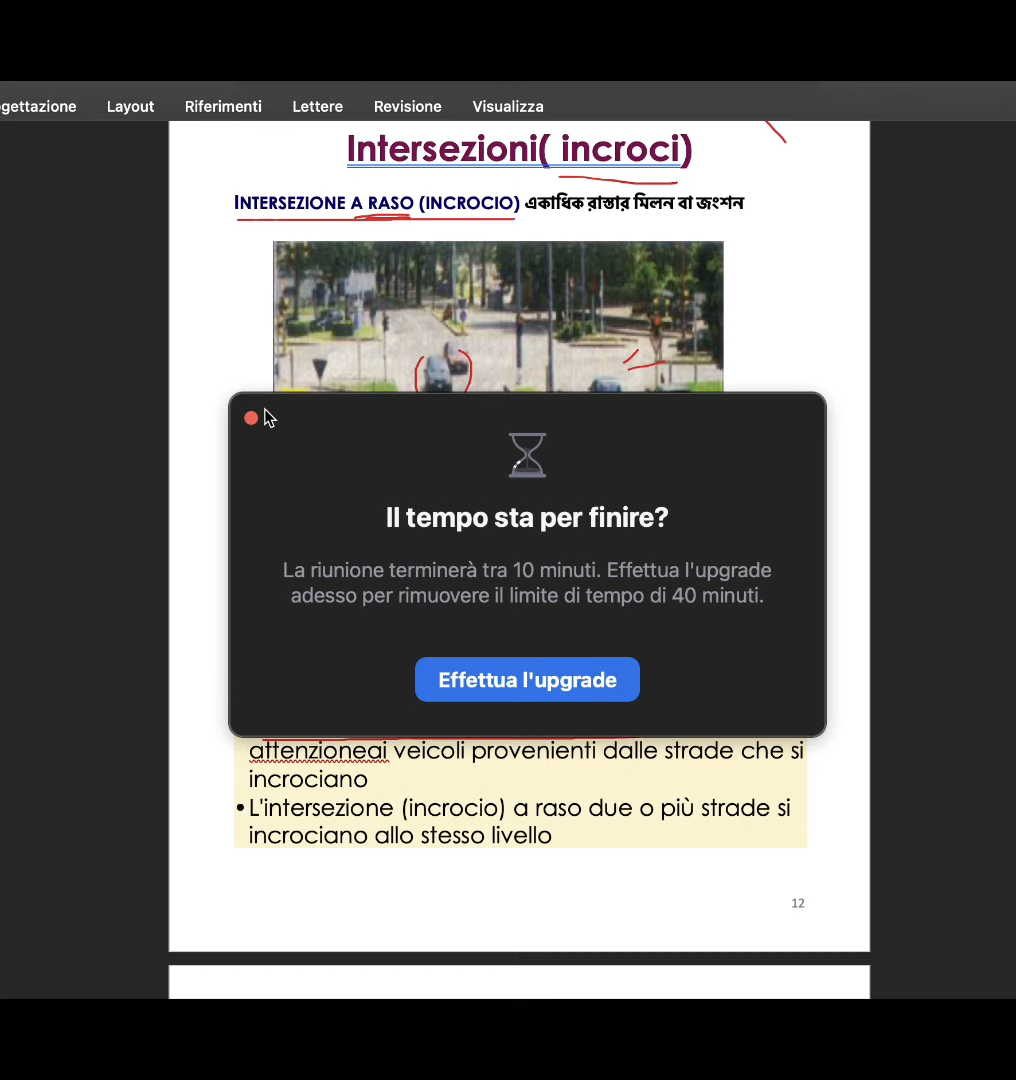 gettazione Layout Riferimenti Lettere Revisione Visualizza
Intersezioni( incroci)
INTERSEZIONE A RASO (INCROCIO) একাধিক রাস্তার মিলন বা জংশন
Il tempo sta per finire?
La riunione terminerà tra 10 minuti. Effettua l'upgrade
adesso per rimuovere il limite di tempo di 40 minuti.
Effettua l'upgrade
attenzioneai veicoli provenienti dalle strade che si
incrociano
•L'intersezione (incrocio) a raso due o più strade si
incrociano allo stesso livello
12